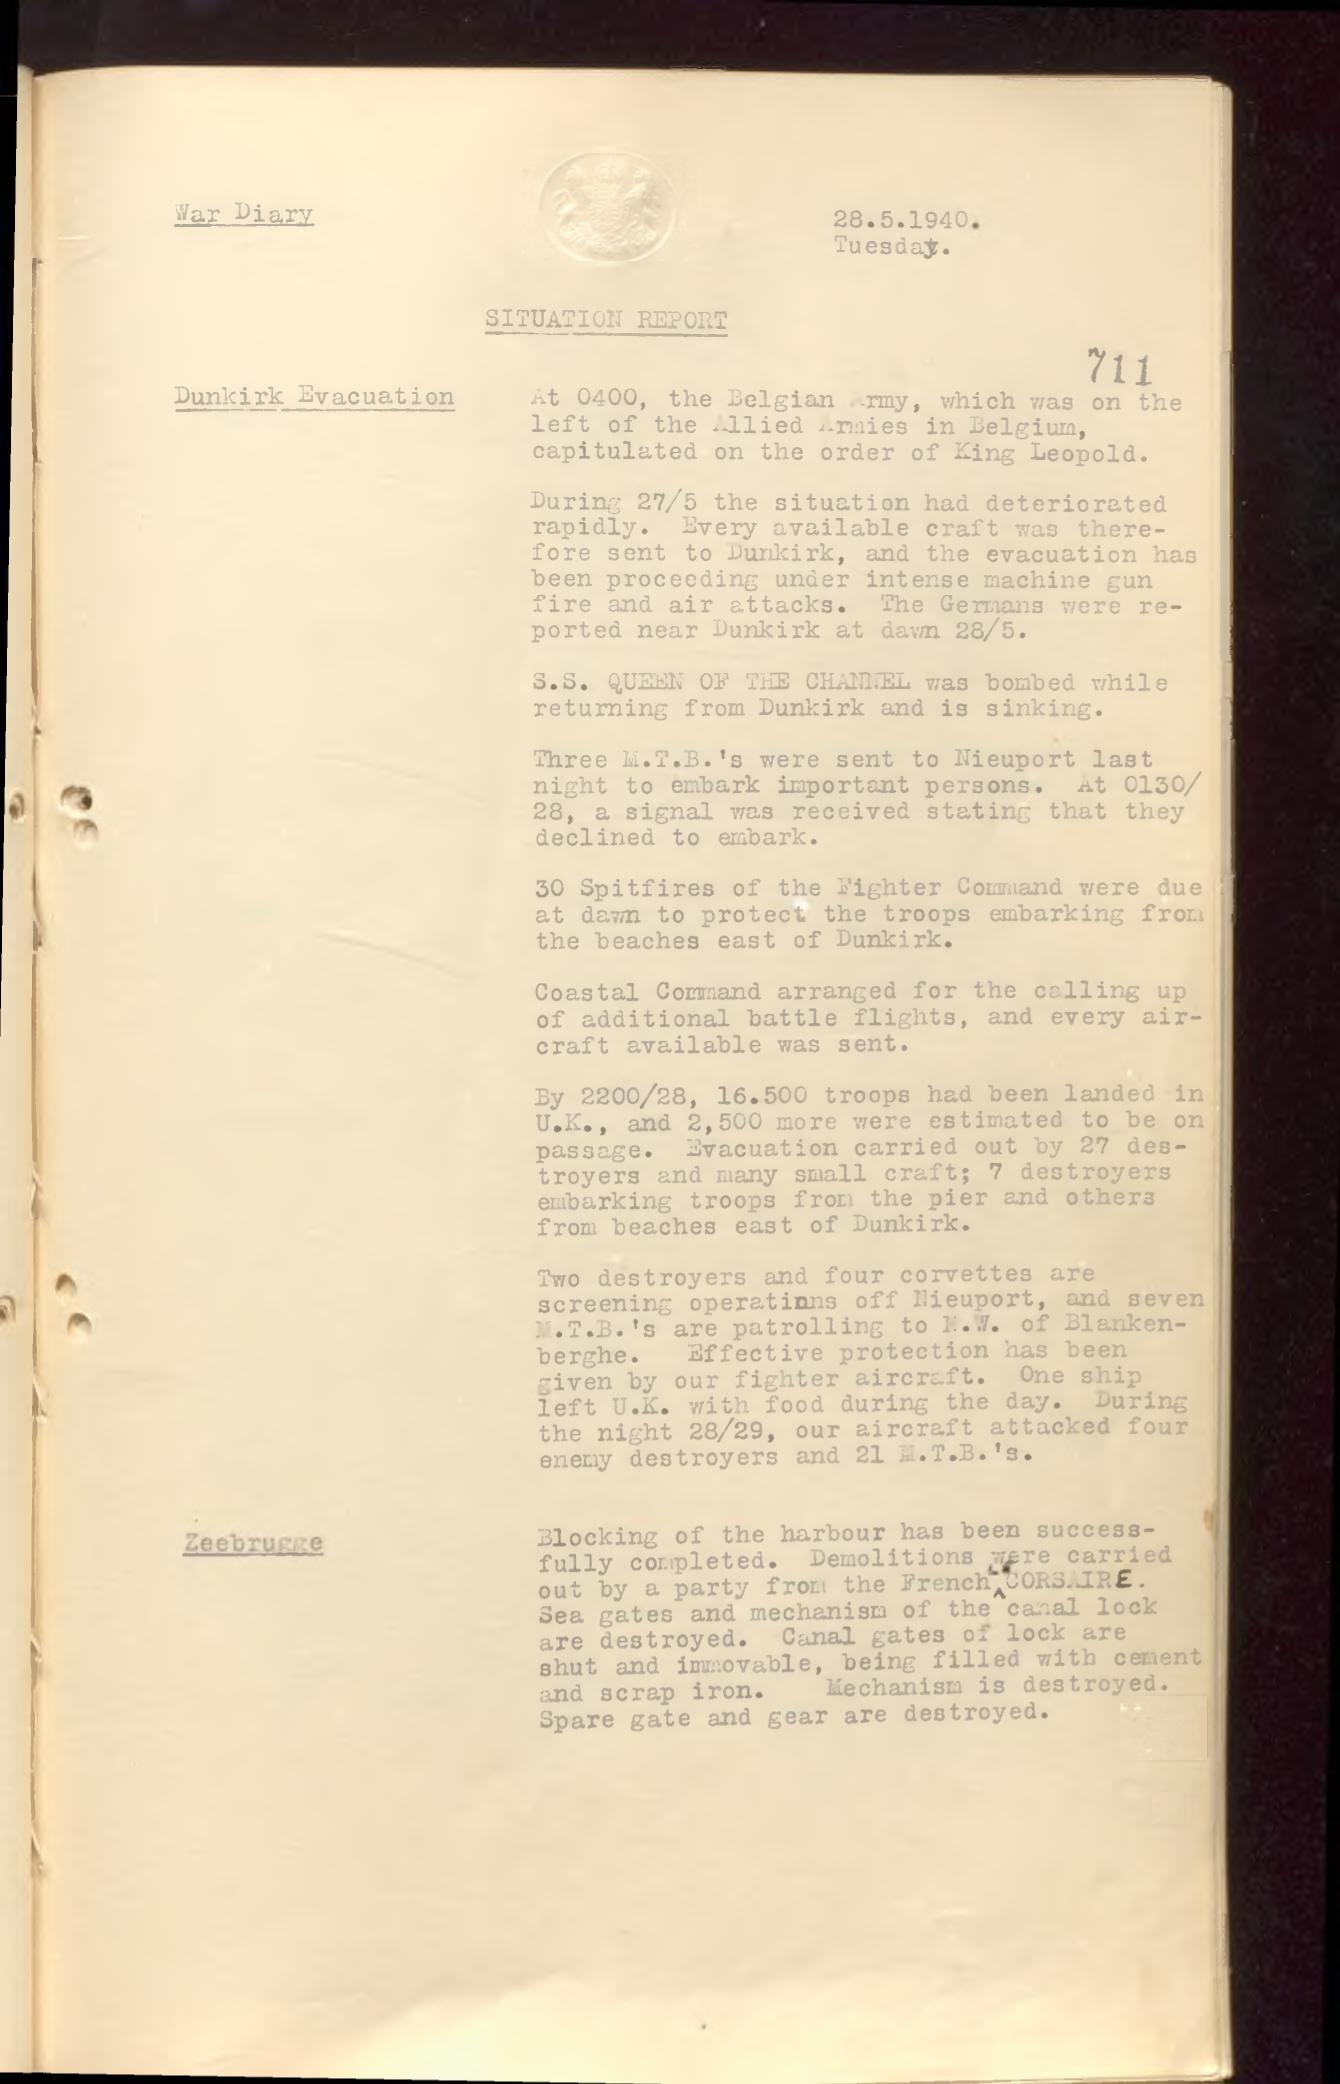 War Diary
28.5.1940.
Tuesday.
SITUATION REPORT
711
Dunkirk Evacuation
At 0400, the Belgian Army, which was on the
left of the Allied Armies in Belgium,
capitulated on the order of King Leopold.
During 27/5 the situation had deteriorated
rapidly. Every available craft was there-
fore sent to Dunkirk, and the evacuation has
been proceeding under intense machine gun
fire and air attacks. The Germans were re-
ported near Dunkirk at dawn 28/5.
S.S. QUEEN OF THE CHANNEL was bombed while
returning from Dunkirk and is sinking.
Three M.T.B.'s were sent to Nieuport last
night to embark important persons. At 0130/
28, a signal was received stating that they
declined to embark.
30 Spitfires of the Fighter Command were due
at dawn to protect the troops embarking from
the beaches east of Dunkirk.
Coastal Command arranged for the calling up
of additional battle flights, and every air-
craft available was sent.
By 2200/28, 16.500 troops had been landed in
U.K., and 2,500 more were estimated to be on
passage. Evacuation carried out by 27 des-
troyers and many small craft; 7 destroyers
embarking troops from the pier and others
from beaches east of Dunkirk.
Two destroyers and four corvettes are
screening operatinns off Nieuport, and seven
M.T.B.'s are patrolling to N.W. of Blanken-
berghe. Effective protection has been
given by our fighter aircraft. One ship
left U.K. with food during the day. During
the night 28/29, our aircraft attacked four
enemy destroyers and 21 M.T.B.'s.
Zeebrugge
Blocking of the harbour has been success-
fully completed. Demolitions were carried
out by a party from the French CORSAIRE.
Sea gates and mechanism of the canal lock
are destroyed. Canal gates of lock are
shut and immovable, being filled with cement
and scrap iron. Mechanism is destroyed.
Spare gate and gear are destroyed.